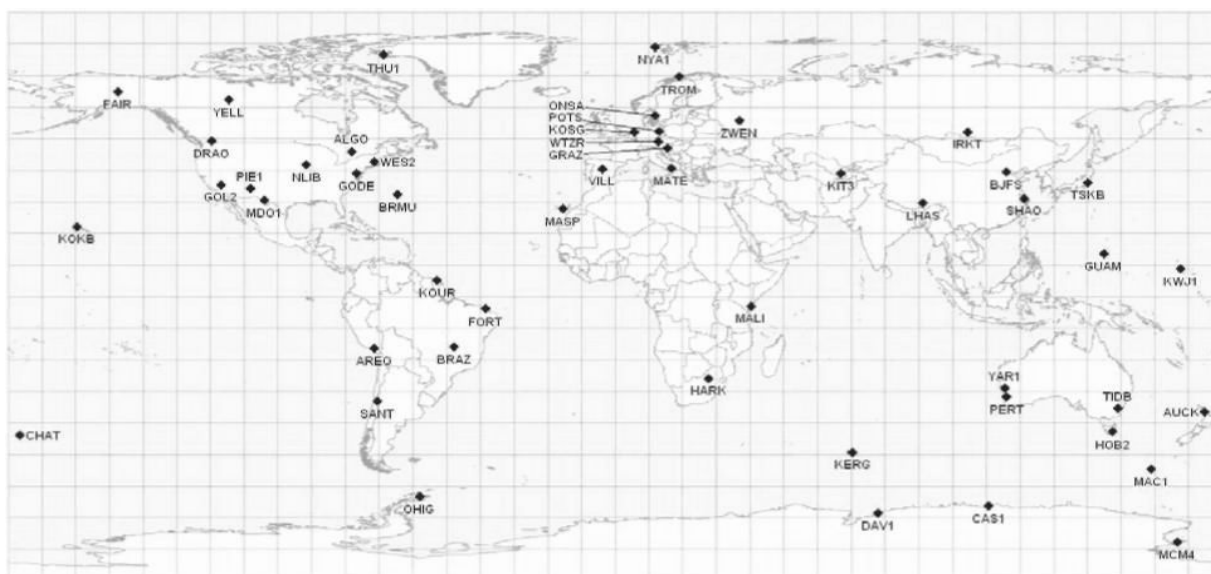 NYA1
THU1
TROM
FAIR
YELL
ONSA
POTS
KOSG
WTZR
GRAZ
ZWEN
IRKT
DRAO
ALGO
WES2
PIE1
NLIB
GODE
GOL2
MDO1
BRMU
VILL
MATE
KIT3
BJFS
TSKB
MASP
LHAS
SHAO
KOKB
GUAM
KWJ1
KOUR
FORT
MALI
AREO
BRAZ
HARK
YAR1
PERT
TIDB
AUCK
SANT
CHAT
HOB2
KERG
MAC1
OHIG
DAV1
CAS1
MCM4